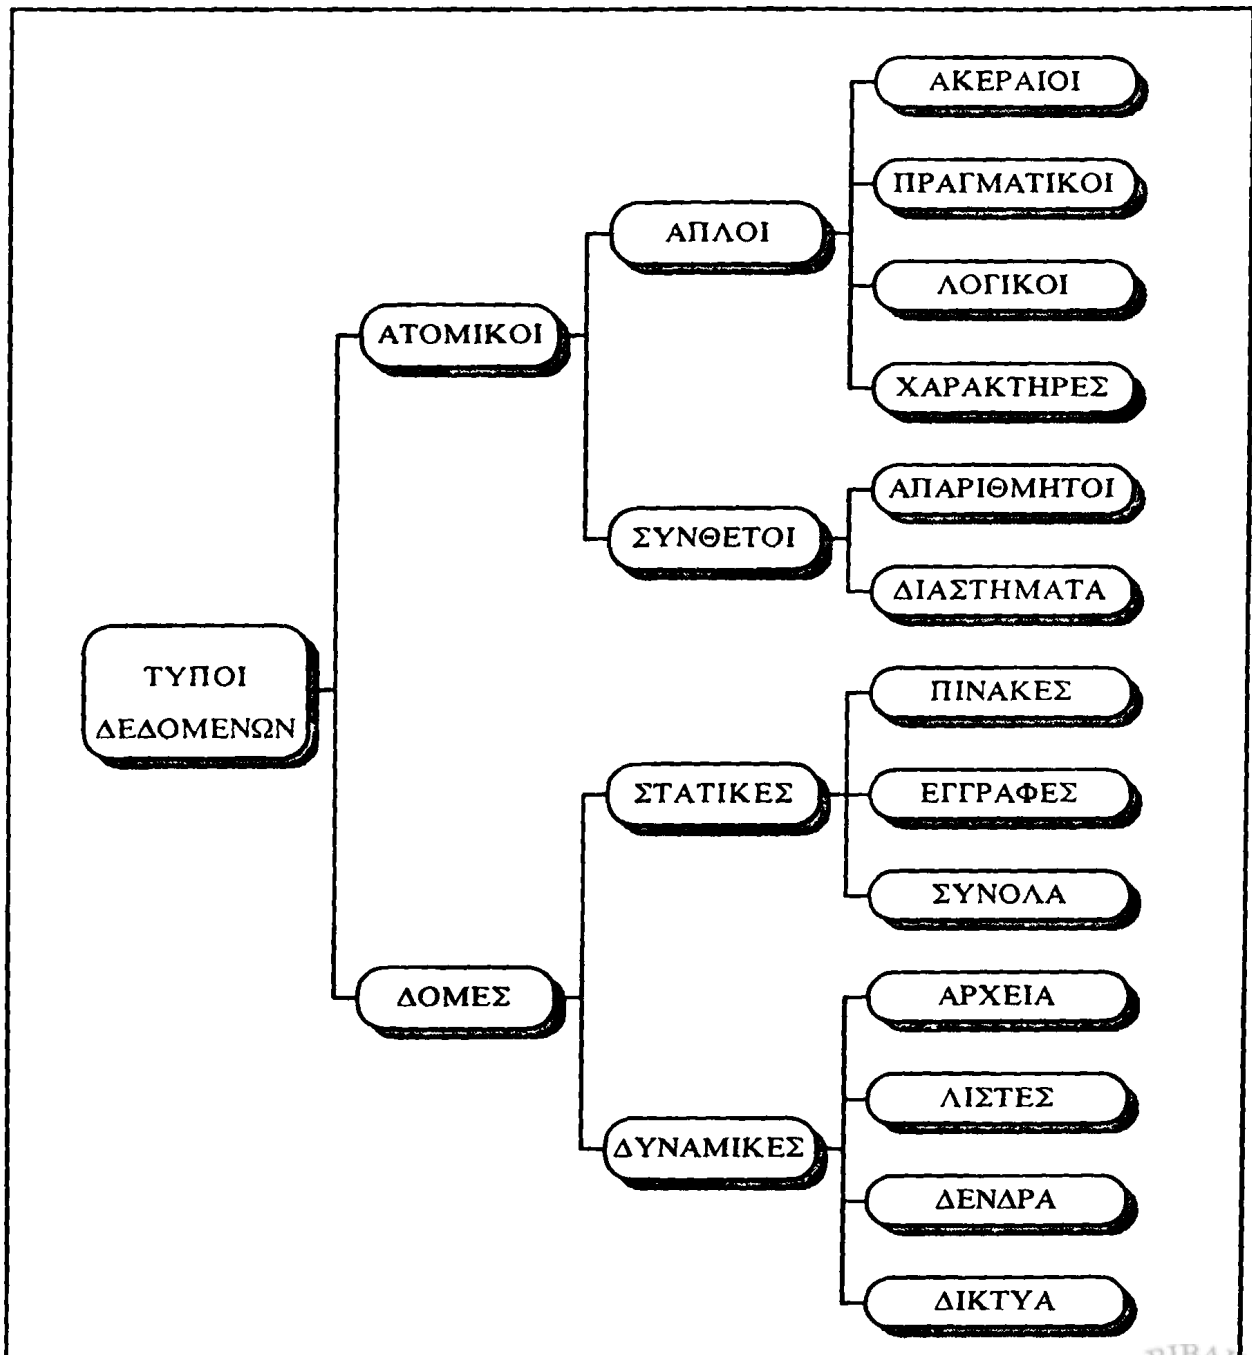 ΑΚΕΡΑΙΟΙ
ΠΡΑΓΜΑΤΙΚΟΙ
ΑΠΛΟΙ
ΛΟΓΙΚΟΙ
ΑΤΟΜΙΚΟΙ
ΧΑΡΑΚΤΗΡΕΣ
ΑΠΑΡΙΘΜΗΤΟΙ
ΣΥΝΘΕΤΟΙ
ΔΙΑΣΤΗΜΑΤΑ
ΤΥΠΟΙ
ΔΕΔΟΜΕΝΩΝ
ΠΙΝΑΚΕΣ
ΣΤΑΤΙΚΕΣ
ΕΓΓΡΑΦΕΣ
ΣΥΝΟΛΑ
ΔΟΜΕΣ
ΑΡΧΕΙΑ
ΛΙΣΤΕΣ
ΔΥΝΑΜΙΚΕΣ
ΔΕΝΔΡΑ
ΔΙΚΤΥΑ